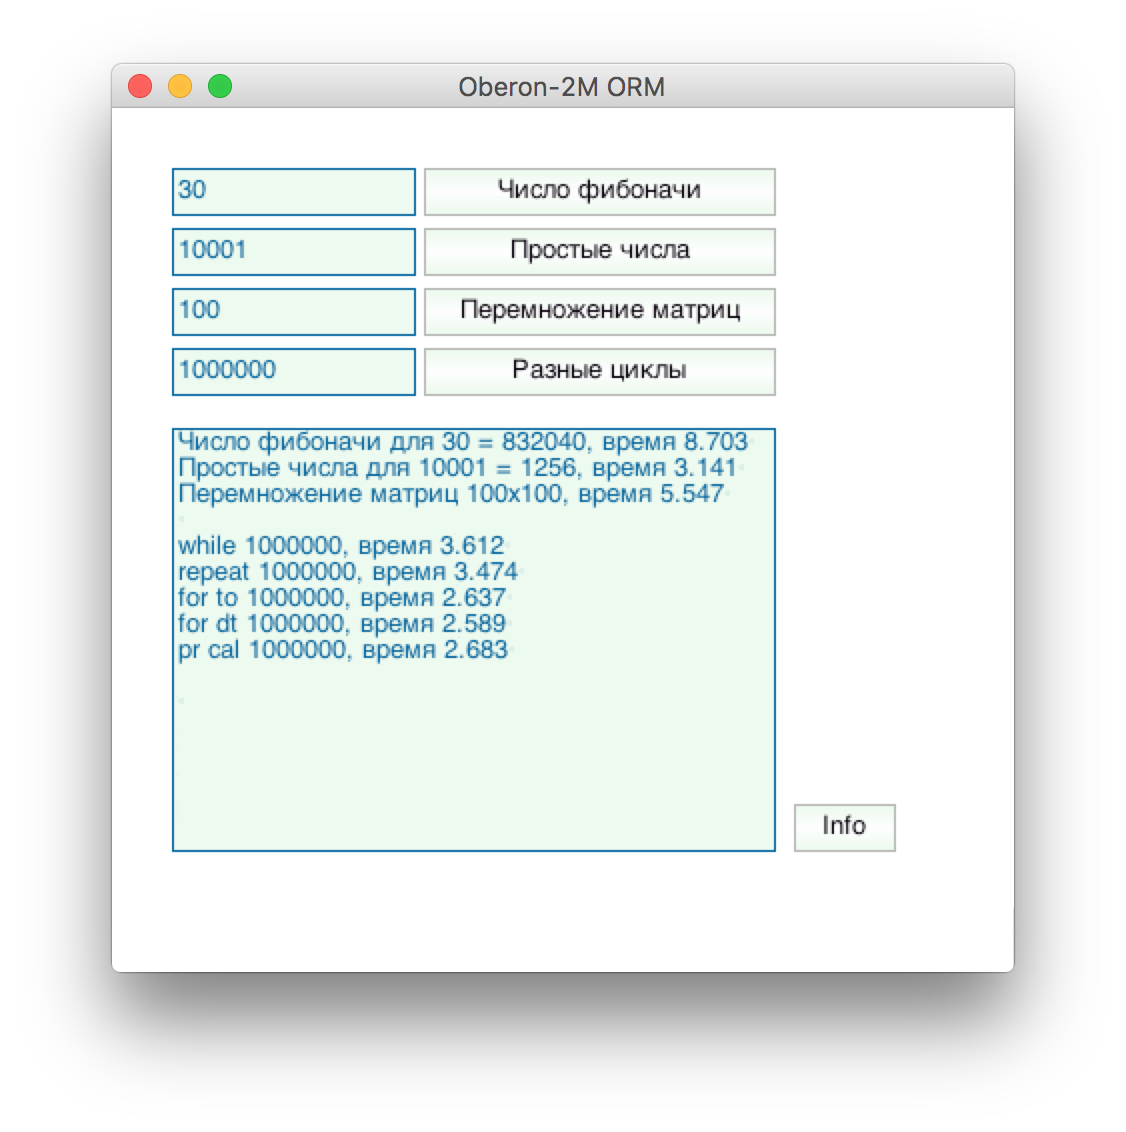 Oberon-2M ORM
30
Число фибоначи
10001
Простые числа
100
Перемножение матриц
1000000
Разные циклы
Число фибоначи для 30 = 832040, время 8.703
Простые числа для 10001 = 1256, время 3.141
Перемножение матриц 100x100, время 5.547
while 1000000, время 3.612
repeat 1000000, время 3.474
for to 1000000, время 2.637
for dt 1000000, время 2.589
pr cal 1000000, время 2.683
Info